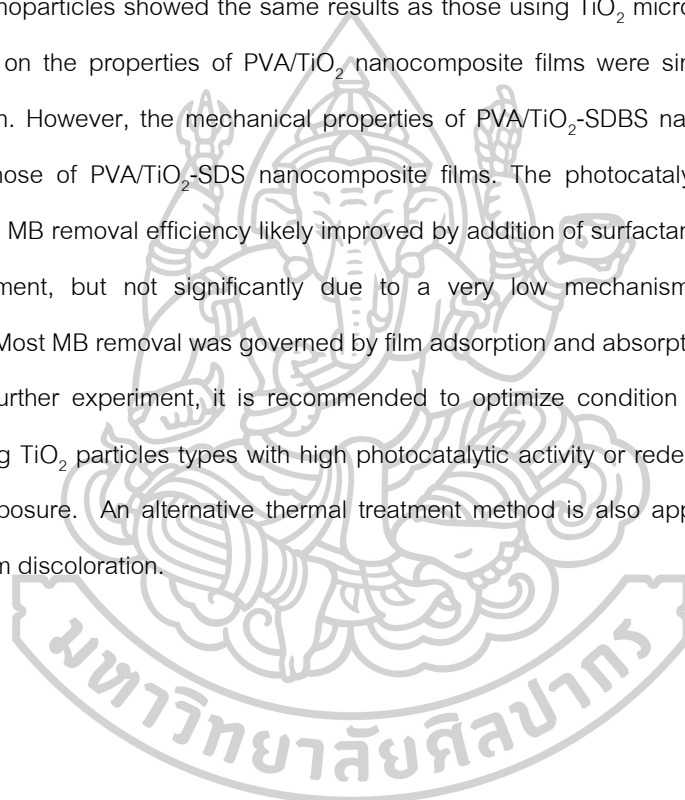 noparticles showed the same results as those using TiO₂ micro
on the properties of PVA/TiO₂ nanocomposite films were sim
n. However, the mechanical properties of PVA/TiO₂-SDBS na
hose of PVA/TiO₂-SDS nanocomposite films. The photocataly
MB removal efficiency likely improved by addition of surfactan
ment, but not significantly due to a very low mechanism
Most MB removal was governed by film adsorption and absorpt
urther experiment, it is recommended to optimize condition
g TiO₂ particles types with high photocatalytic activity or rede
posure. An alternative thermal treatment method is also app
m discoloration.
มหาวิทยาลัยศิลปากร